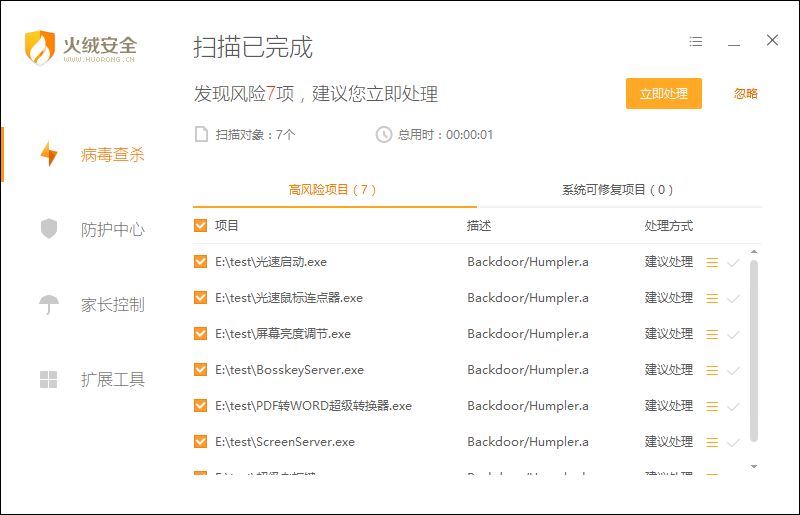 火绒安全
WWW.HUORONG.CN
病毒查杀
防护中心
家长控制
扩展工具
扫描已完成
发现风险7项，建议您立即处理
立即处理
忽略
扫描对象：7个
总用时：00:00:01
高风险项目（7）
系统可修复项目（0）
项目 描述 处理方式
E:\test\光速启动.exe Backdoor/Humpler.a 建议处理
E:\test\光速鼠标连点器.exe Backdoor/Humpler.a 建议处理
E:\test\屏幕亮度调节.exe Backdoor/Humpler.a 建议处理
E:\test\BosskeyServer.exe Backdoor/Humpler.a 建议处理
E:\test\PDF转WORD超级转换器.exe Backdoor/Humpler.a 建议处理
E:\test\ScreenServer.exe Backdoor/Humpler.a 建议处理